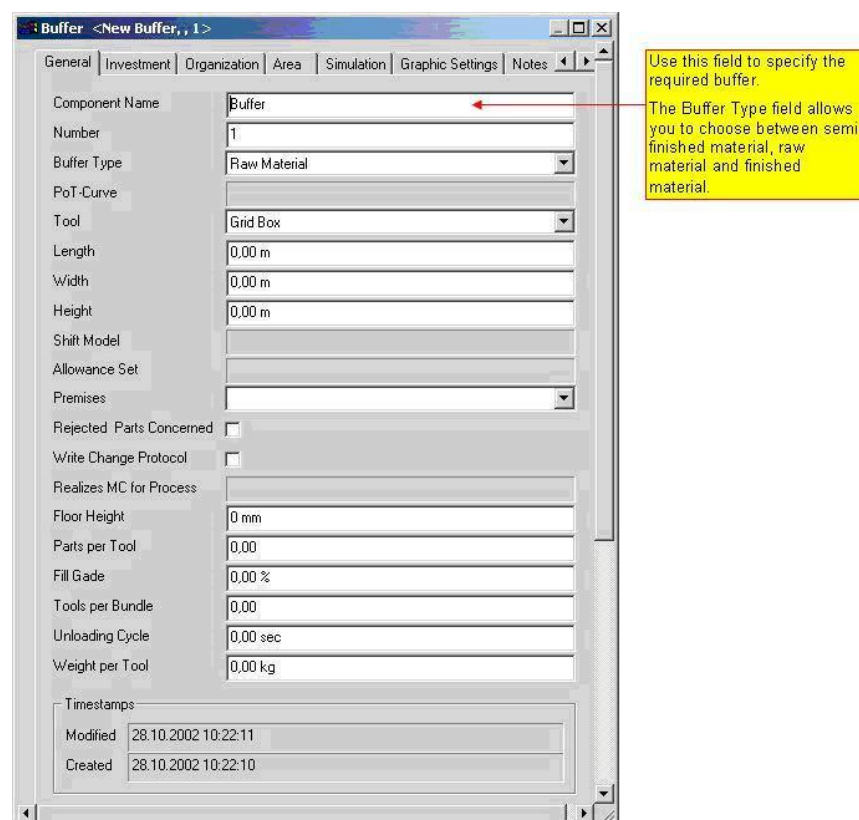 Buffer <New Buffer, , 1>
General Investment Organization Area Simulation Graphic Settings Notes
Component Name Buffer
Number 1
Buffer Type Raw Material
PoT-Curve
Tool Grid Box
Length 0,00 m
Width 0,00 m
Height 0,00 m
Shift Model
Allowance Set
Premises
Rejected Parts Concerned
Write Change Protocol
Realizes MC for Process
Floor Height 0 mm
Parts per Tool 0,00
Fill Gade 0,00 %
Tools per Bundle 0,00
Unloading Cycle 0,00 sec
Weight per Tool 0,00 kg
Timestamps
Modified 28.10.2002 10:22:11
Created 28.10.2002 10:22:10
Use this field to specify the
required buffer.
The Buffer Type field allows
you to choose between semi
finished material, raw
material and finished
material.